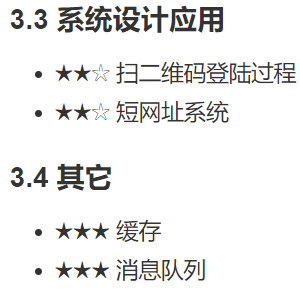 3.3 系统设计应用
• ★★☆ 扫二维码登陆过程
• ★★☆ 短网址系统
3.4 其它
• ★★★ 缓存
• ★★★ 消息队列